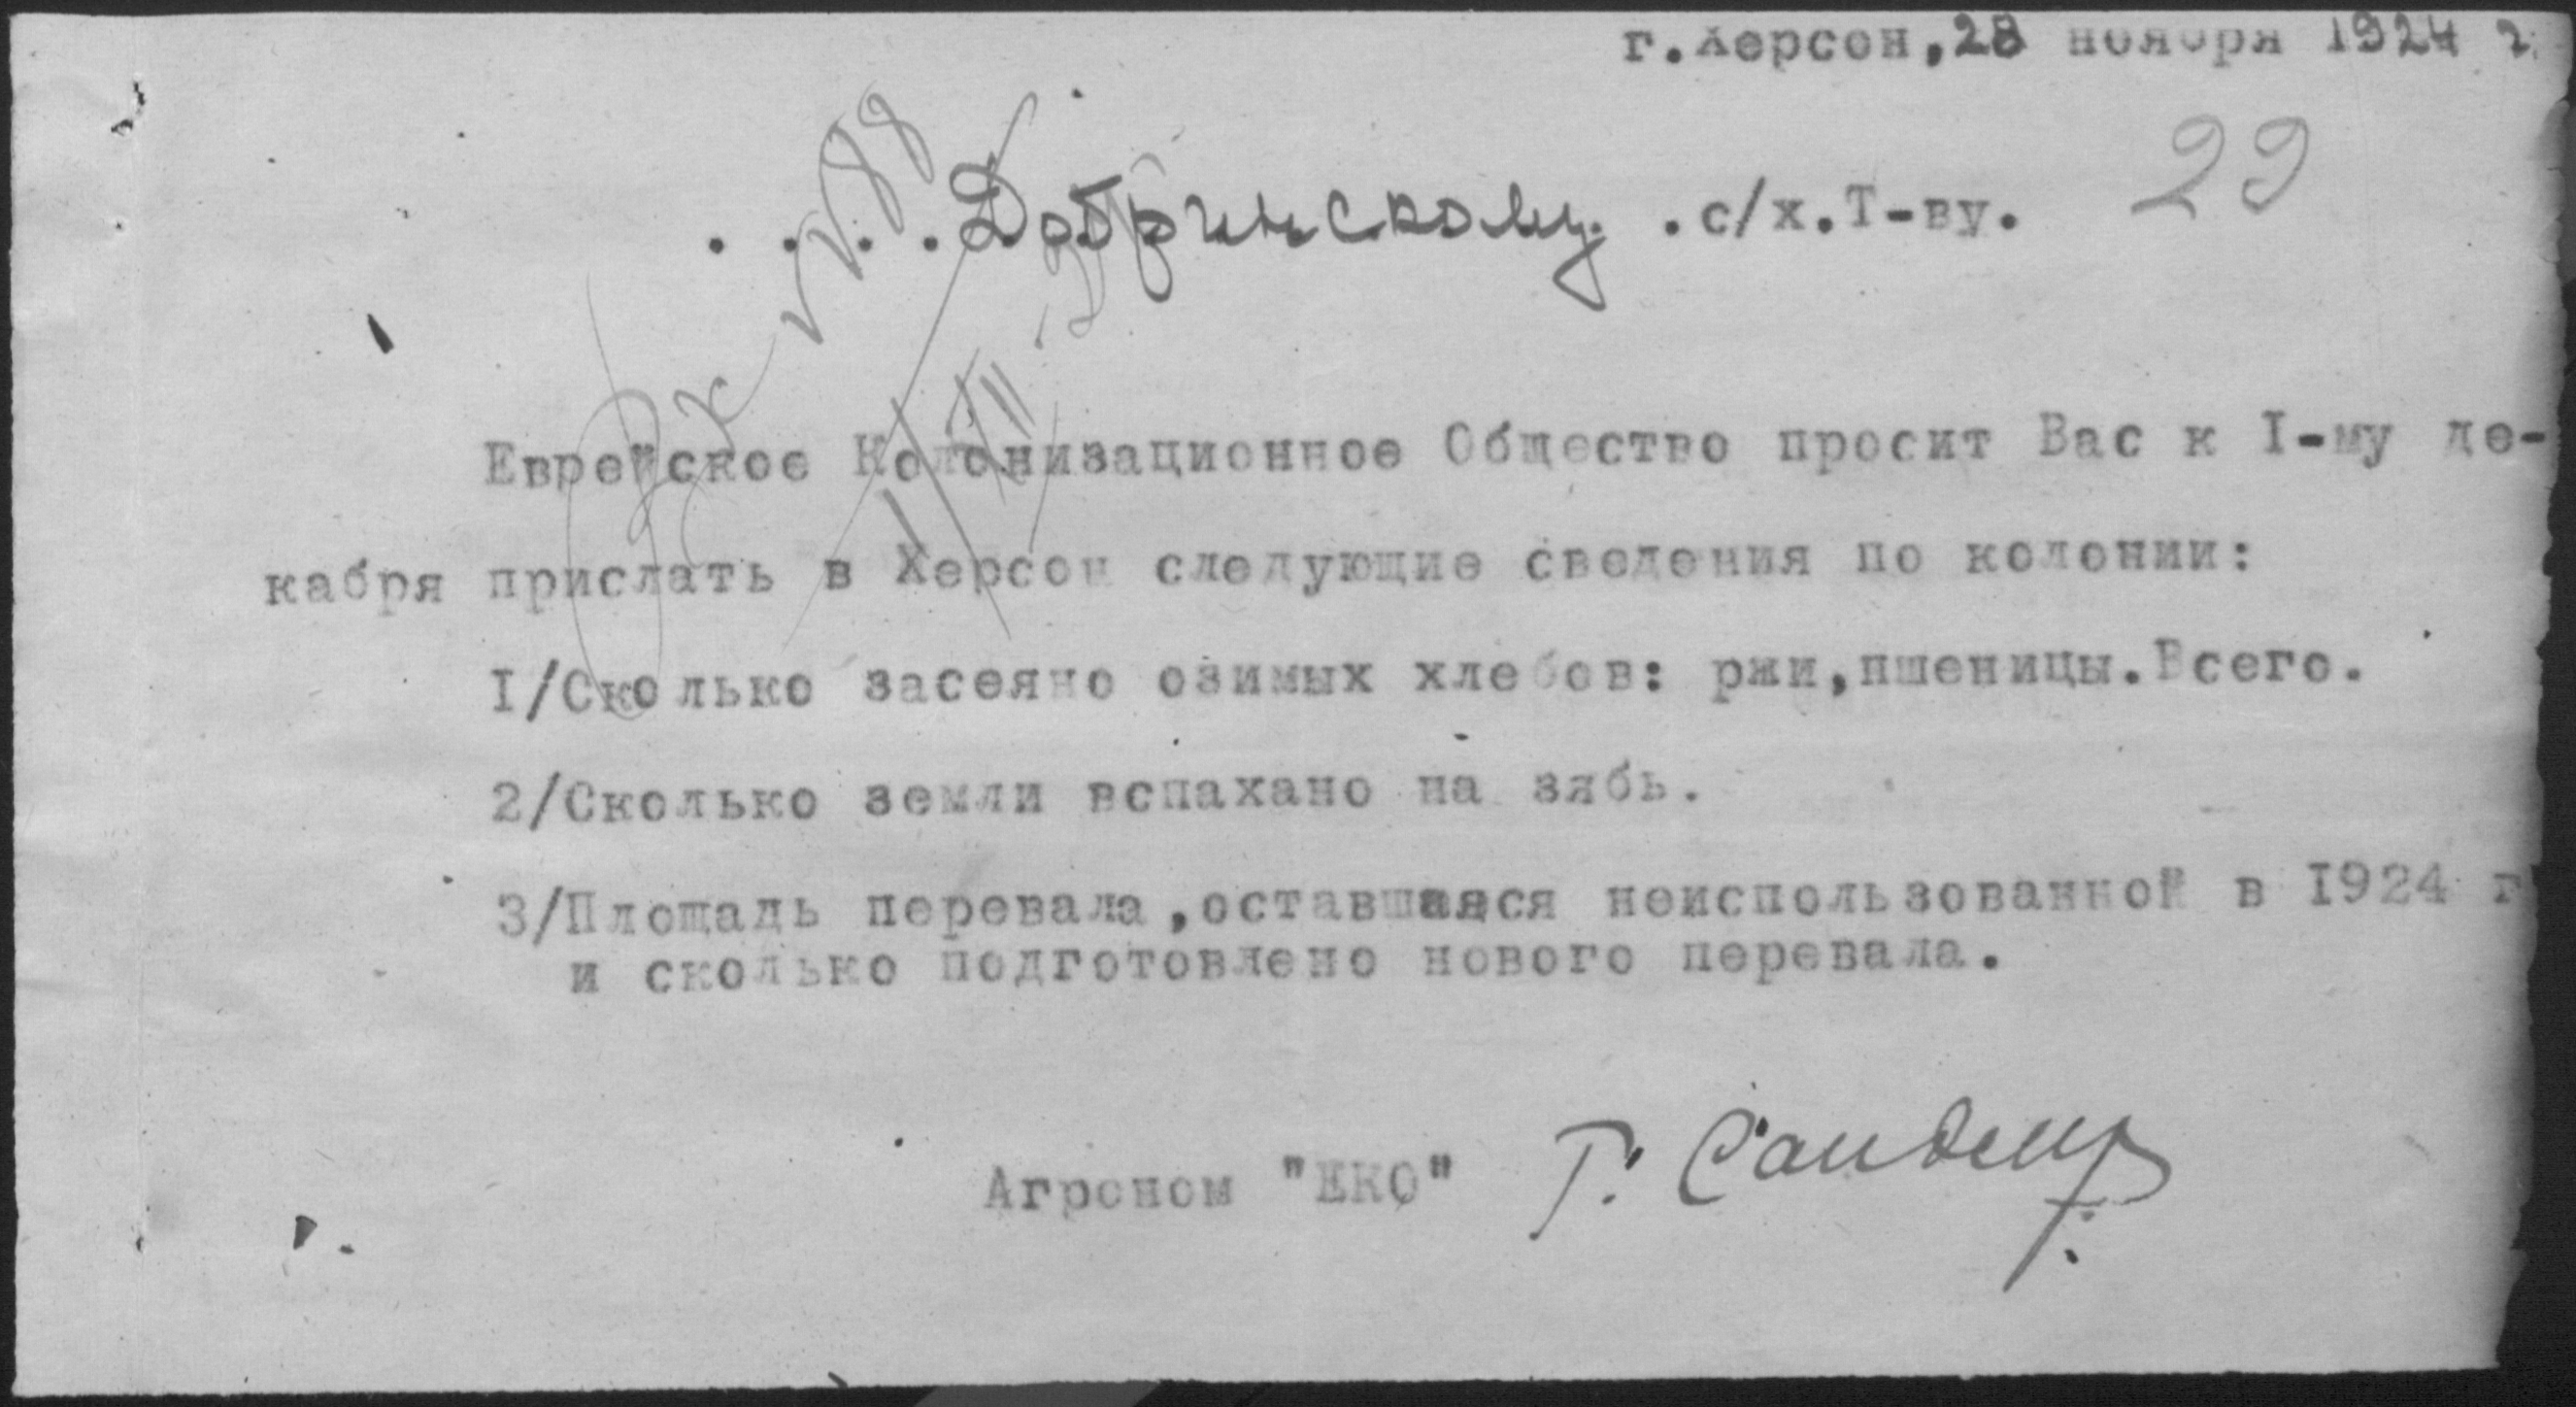 г.Херсон,28 ноября 1924 г.
29
. . . .Добринскому. .с/х.Т-ву.
Еврейское Колонизационное Общество просит Вас к I-му де-
кабря прислать в Херсон следующие сведения по колонии:
I/Сколько засеяно озимых хлебов: ржи,пшеницы.Всего.
2/Сколько земли вспахано на зябь.
3/Площадь перевала,оставшаяся неиспользованной в I924 г
и сколько подготовлено нового перевала.
Агроном "ЕКО" Г.